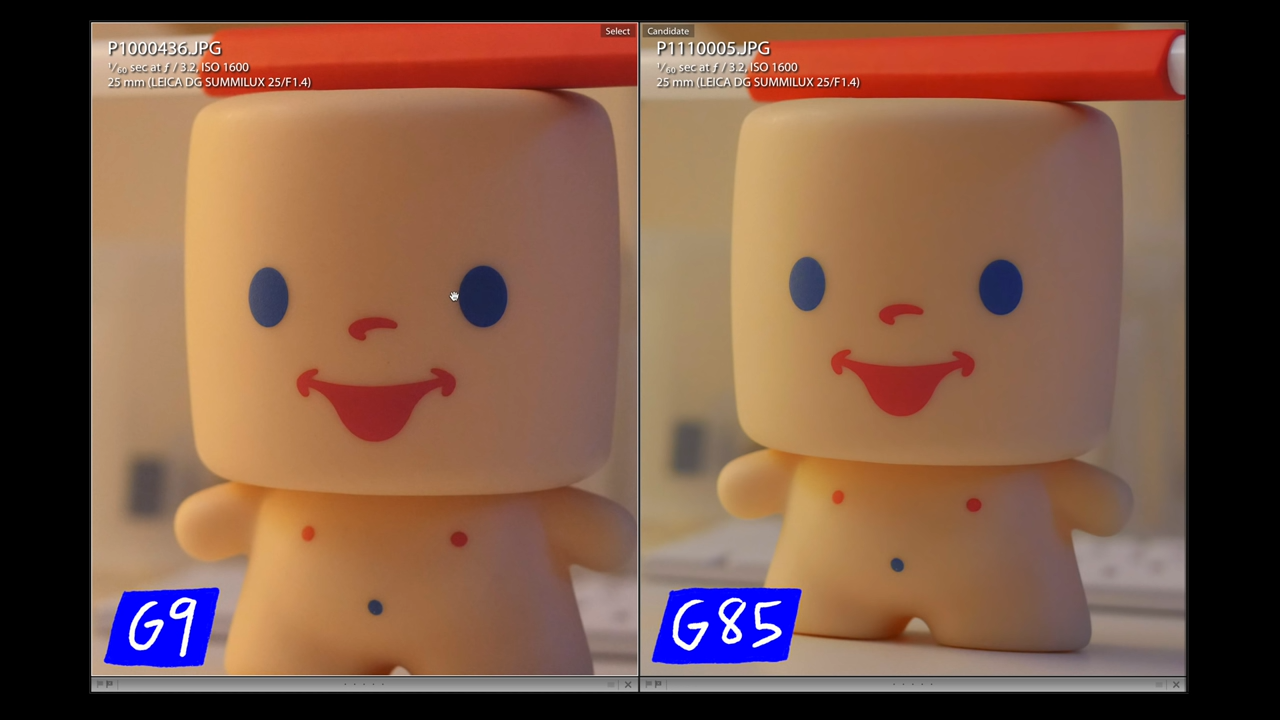 Select
P1000436.JPG
1/60 sec at ƒ / 3.2, ISO 1600
25 mm (LEICA DG SUMMILUX 25/F1.4)
G9
Candidate
P1110005.JPG
1/60 sec at ƒ / 3.2, ISO 1600
25 mm (LEICA DG SUMMILUX 25/F1.4)
G85